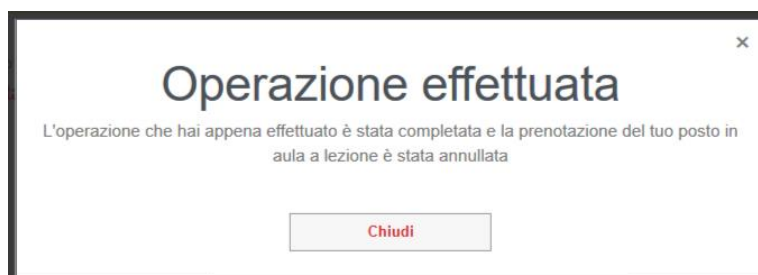 ×
Operazione effettuata
L'operazione che hai appena effettuato è stata completata e la prenotazione del tuo posto in
aula a lezione è stata annullata
Chiudi